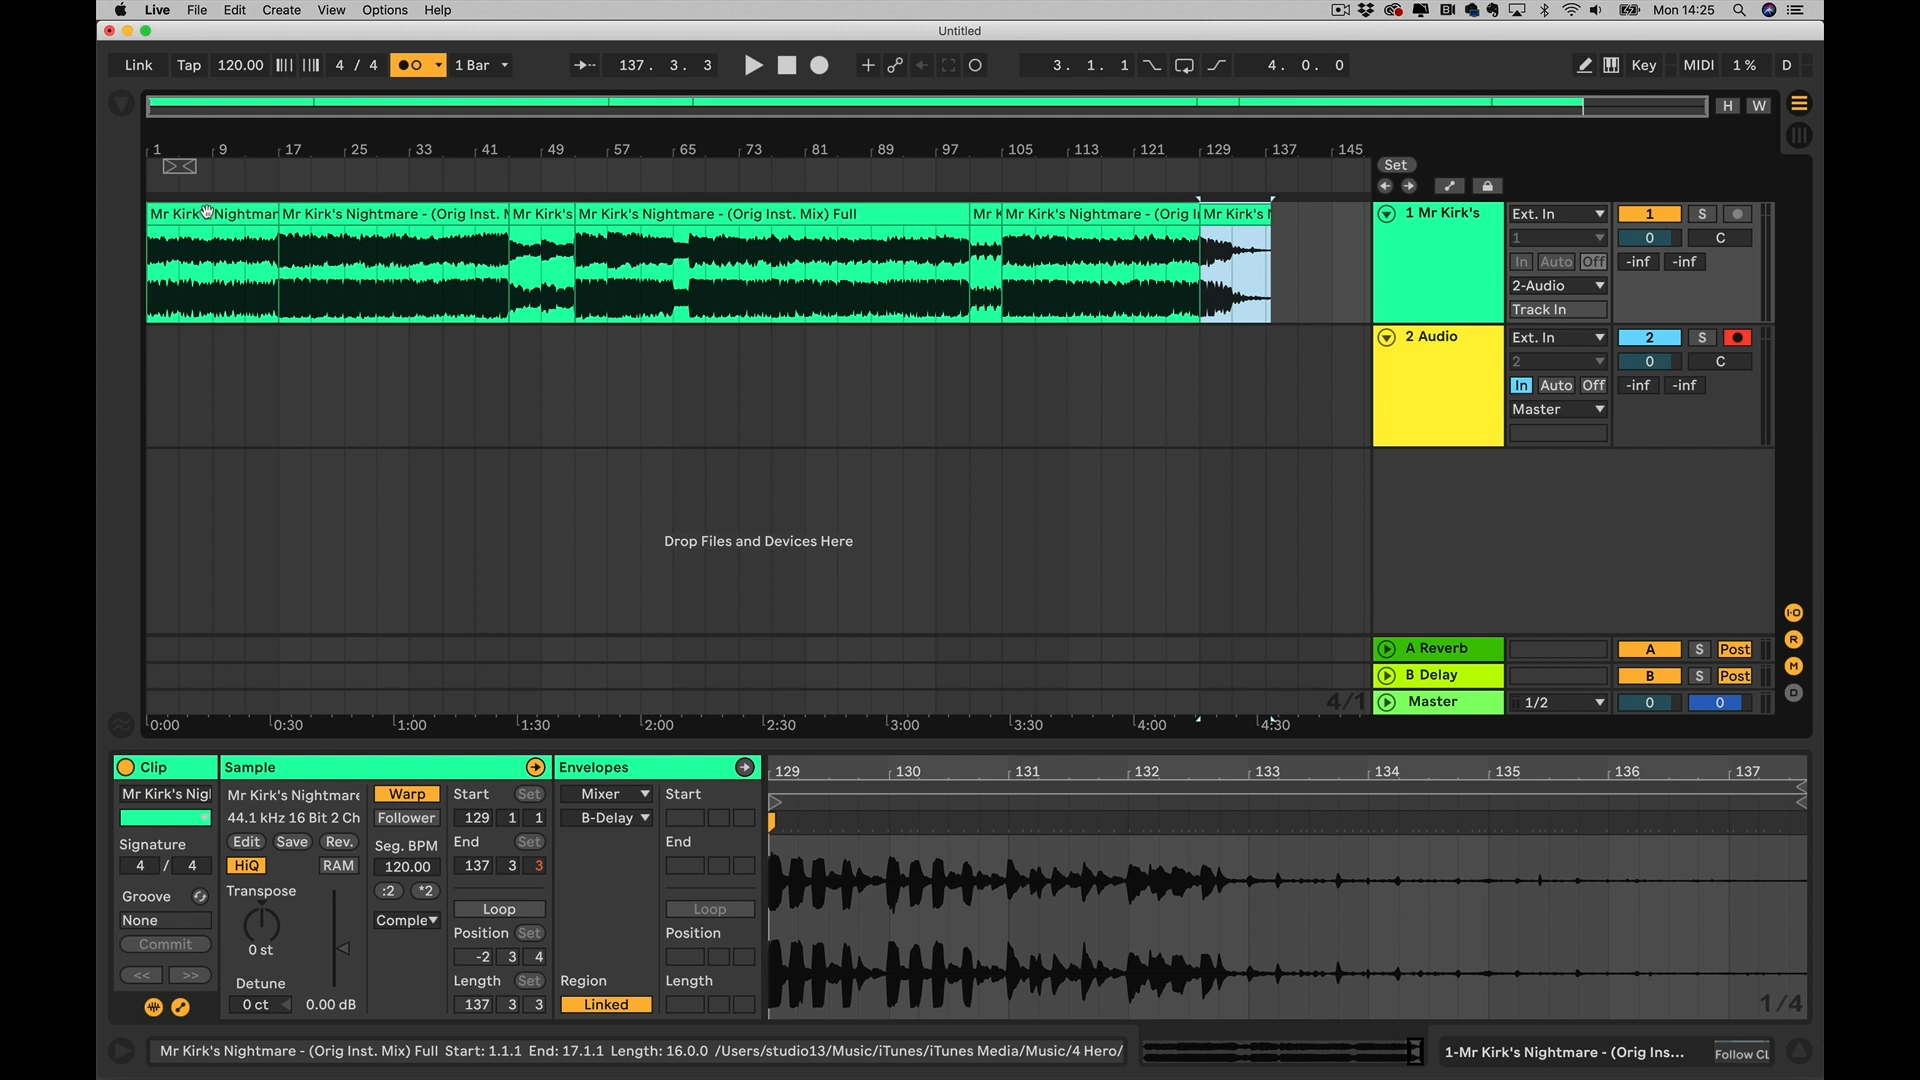 Live File Edit Create View Options Help Mon 14:25
Untitled
Link Tap 120.00 4 / 4 1 Bar 137. 3. 3 3. 1. 1 4. 0. 0 Key MIDI 1 % D
H W
1 9 17 25 33 41 49 57 65 73 81 89 97 105 113 121 129 137 145
Set
Mr Kirk's Nightmar Mr Kirk's Nightmare - (Orig Inst. M Mr Kirk's Mr Kirk's Nightmare - (Orig Inst. Mix) Full Mr K Mr Kirk's Nightmare - (Orig I Mr Kirk's N
1 Mr Kirk's Ext. In 1 S
1 0 C
In Auto Off -inf -inf
2-Audio
Track In
2 Audio Ext. In 2 S
2 0 C
In Auto Off -inf -inf
Master
Drop Files and Devices Here
I·O
R
M
D
A Reverb A S Post
B Delay B S Post
4/1 Master 1/2 0 0
0:00 0:30 1:00 1:30 2:00 2:30 3:00 3:30 4:00 4:30
Clip Sample Envelopes 129 130 131 132 133 134 135 136 137
Mr Kirk's Nig Mr Kirk's Nightmare Warp Start Set Mixer Start
44.1 kHz 16 Bit 2 Ch Follower 129 1 1 B-Delay
Signature Edit Save Rev. Seg. BPM End Set End
4 / 4 HiQ RAM 120.00 137 3 3
Groove Transpose :2 *2
None Comple Loop Loop
Commit 0 st Position Set Position
<< >> -2 3 4
Detune Length Set Region Length
0 ct 0.00 dB 137 3 3 Linked 1/4
Mr Kirk's Nightmare - (Orig Inst. Mix) Full Start: 1.1.1 End: 17.1.1 Length: 16.0.0 /Users/studio13/Music/iTunes/iTunes Media/Music/4 Hero/ 1-Mr Kirk's Nightmare - (Orig Ins... Follow CL